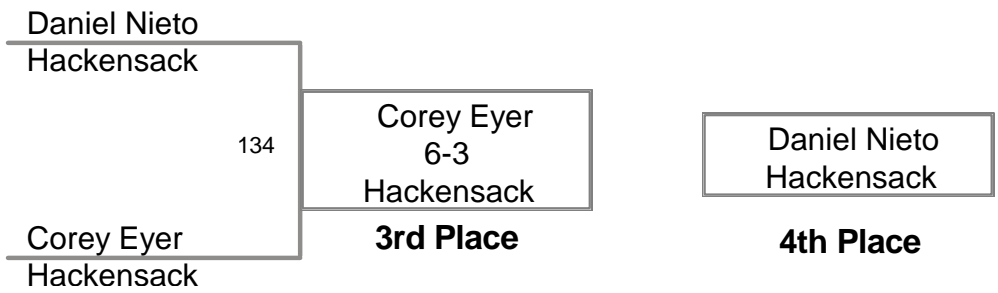 Daniel Nieto
Hackensack
134
Corey Eyer
Hackensack
Corey Eyer
6-3
Hackensack
3rd Place
Daniel Nieto
Hackensack
4th Place